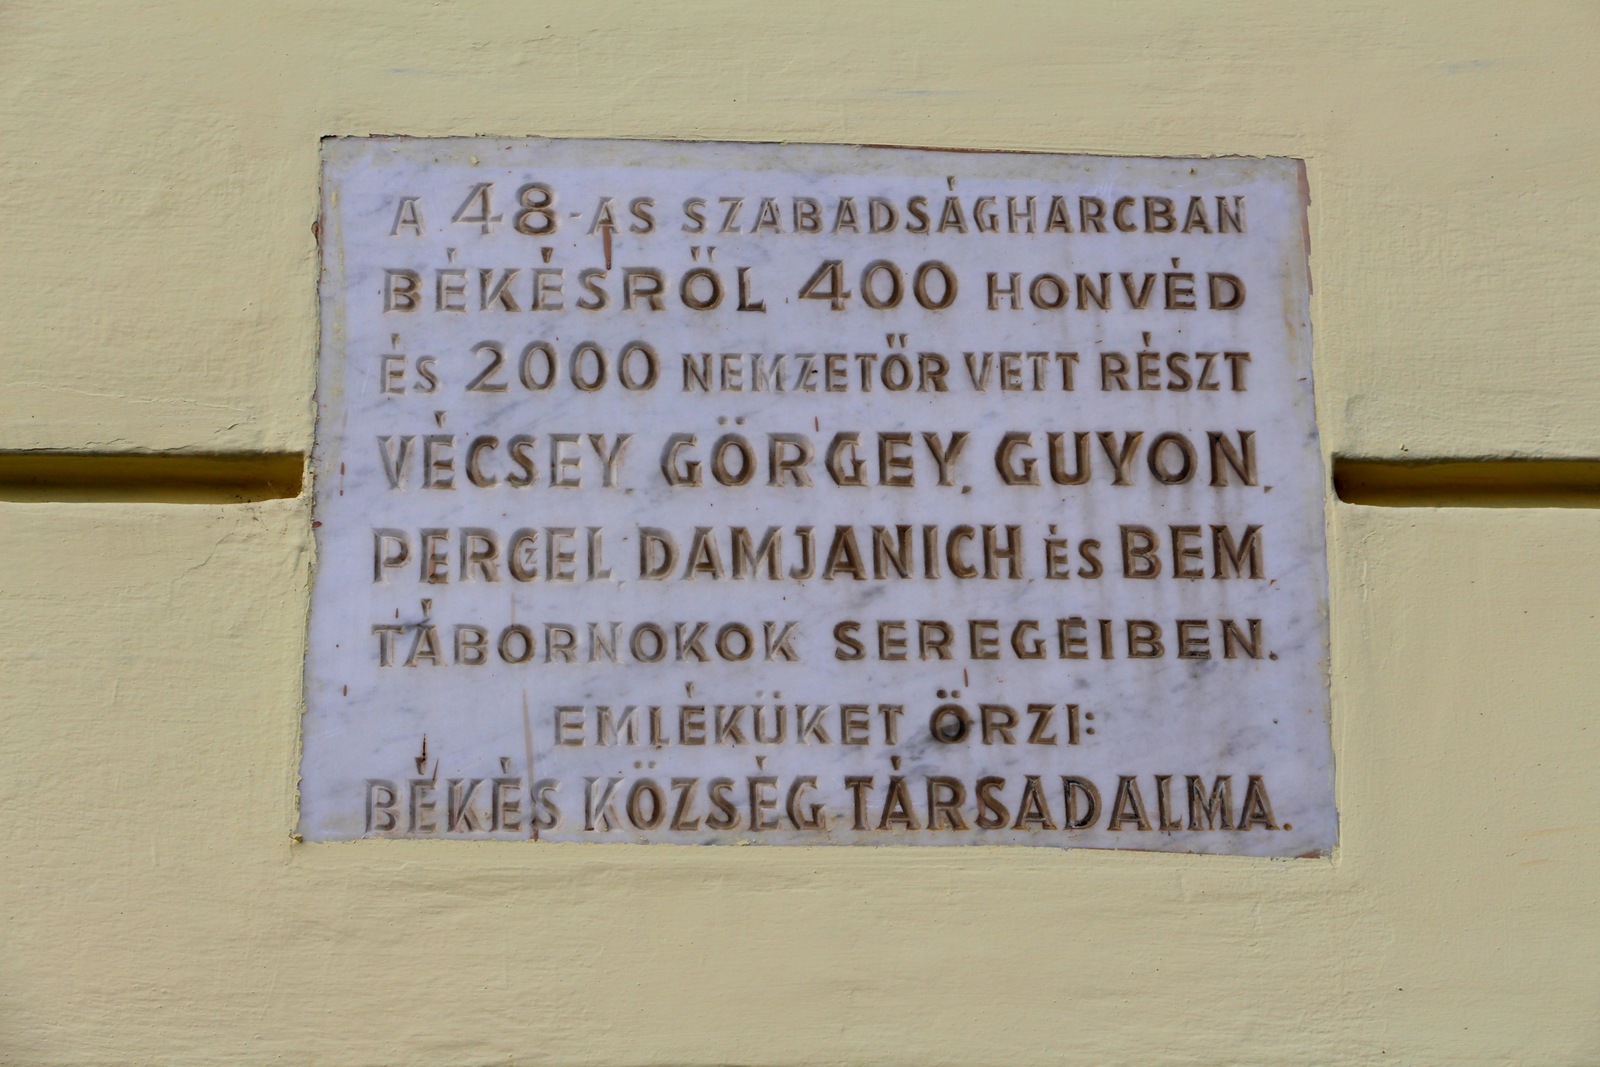 A 48-AS SZABADSÁGHARCBAN
BÉKÉSRŐL 400 HONVÉD
ÉS 2000 NEMZETŐR VETT RÉSZT
VÉCSEY, GÖRGEY, GUYON,
PERCEL, DAMJANICH ÉS BEM
TÁBORNOKOK SEREGEIBEN.
EMLÉKÜKET ŐRZI:
BÉKÉS KÖZSÉG TÁRSADALMA.